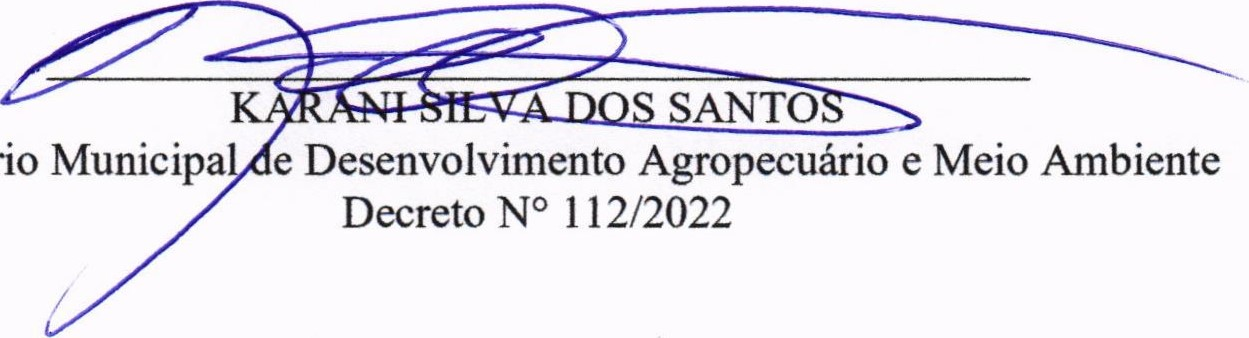 KARANI SILVA DOS SANTOS
rio Municipal de Desenvolvimento Agropecuário e Meio Ambiente
Decreto N° 112/2022